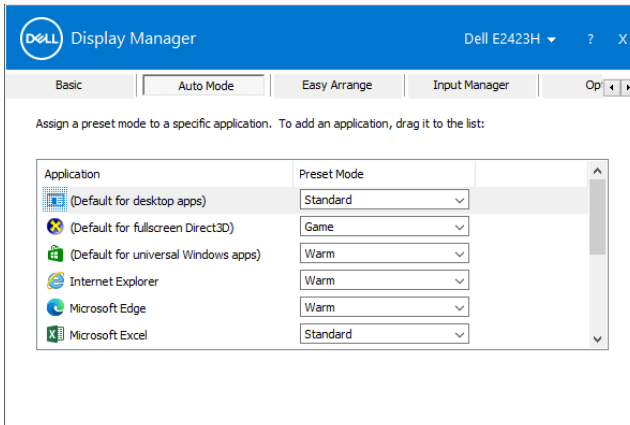 DELL Display Manager Dell E2423H ? X
Basic Auto Mode Easy Arrange Input Manager Op
Assign a preset mode to a specific application. To add an application, drag it to the list:
Application Preset Mode
(Default for desktop apps) Standard
(Default for fullscreen Direct3D) Game
(Default for universal Windows apps) Warm
Internet Explorer Warm
Microsoft Edge Warm
Microsoft Excel Standard